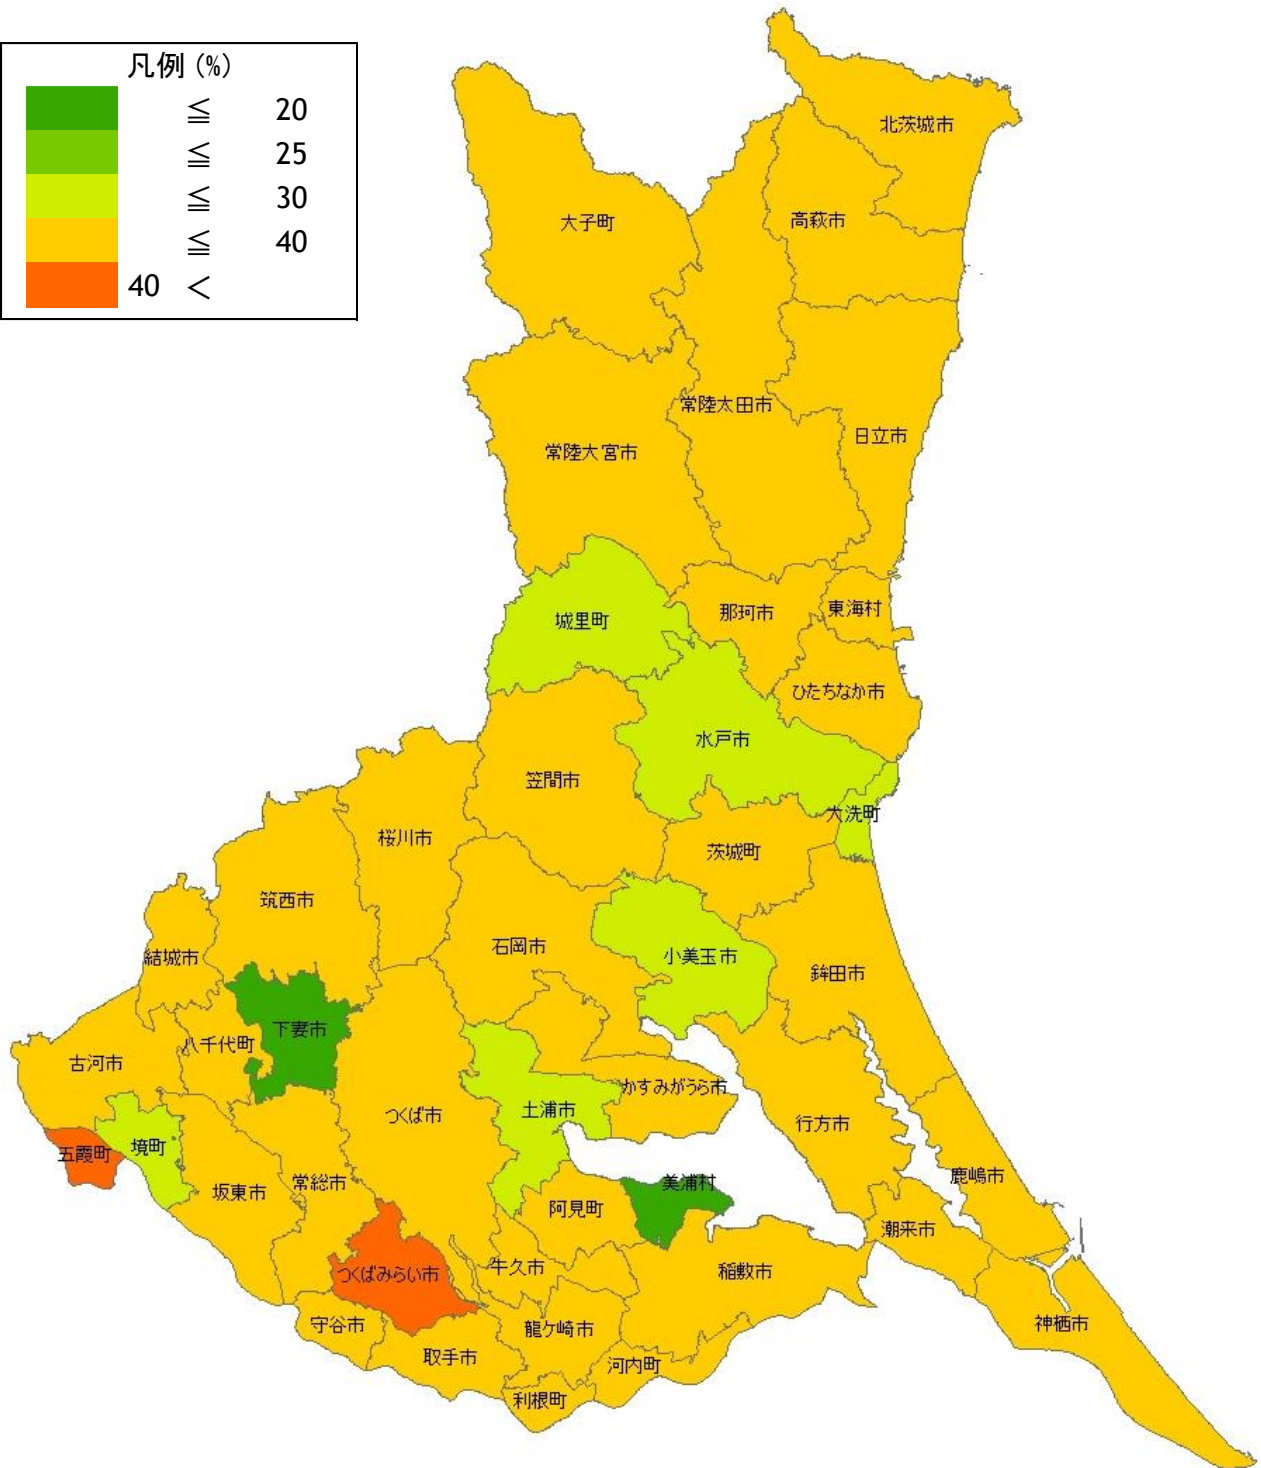 凡例 (%)
≦ 20
≦ 25
≦ 30
≦ 40
40 <
北茨城市
大子町
高萩市
常陸太田市
日立市
常陸大宮市
城里町
那珂市
東海村
ひたちなか市
水戸市
笠間市
大洗町
桜川市
茨城町
筑西市
石岡市
小美玉市
結城市
鉾田市
下妻市
八千代町
古河市
かすみがうら市
つくば市
土浦市
行方市
境町
五霞町
鹿嶋市
常総市
美浦村
坂東市
阿見町
潮来市
牛久市
稲敷市
つくばみらい市
守谷市
龍ケ崎市
神栖市
取手市
河内町
利根町